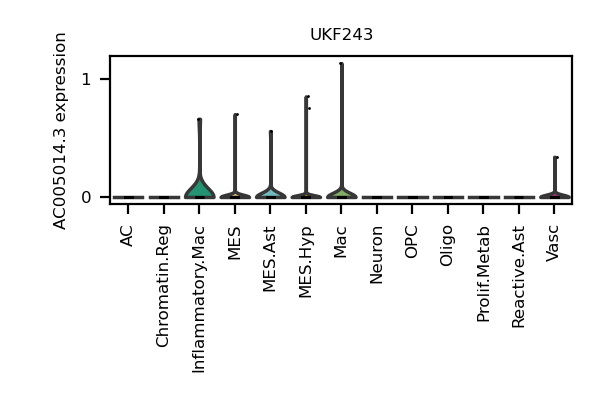 UKF243
AC005014.3 expression
1
0
AC
Chromatin.Reg
Inflammatory.Mac
MES
MES.Ast
MES.Hyp
Mac
Neuron
OPC
Oligo
Prolif.Metab
Reactive.Ast
Vasc